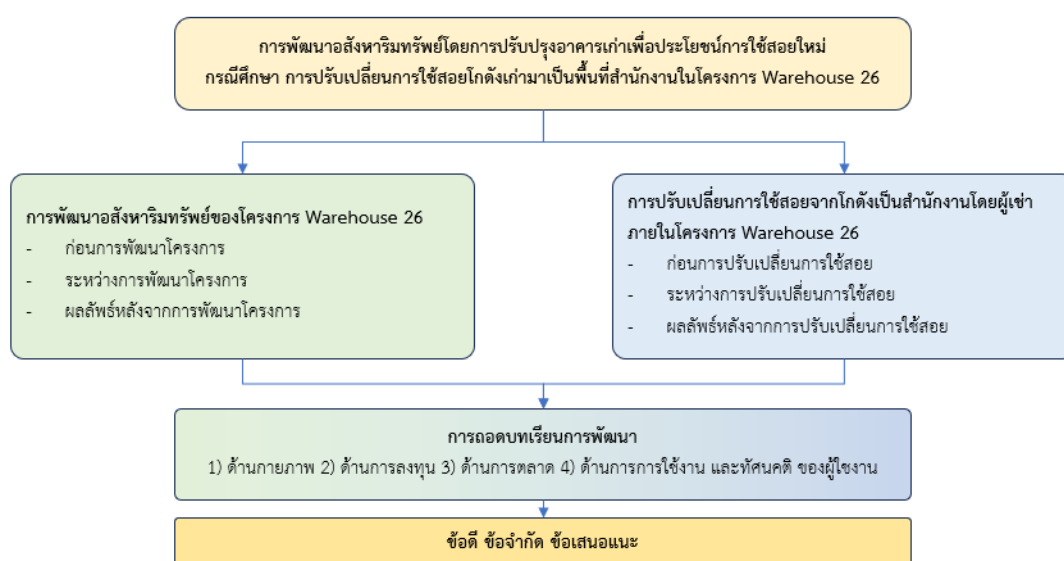 การพัฒนาอสังหาริมทรัพย์โดยการปรับปรุงอาคารเก่าเพื่อประโยชน์การใช้สอยใหม่
กรณีศึกษา การปรับเปลี่ยนการใช้สอยโกดังเก่ามาเป็นพื้นที่สำนักงานในโครงการ Warehouse 26
การพัฒนาอสังหาริมทรัพย์ของโครงการ Warehouse 26
- ก่อนการพัฒนาโครงการ
- ระหว่างการพัฒนาโครงการ
- ผลลัพธ์หลังจากการพัฒนาโครงการ
การปรับเปลี่ยนการใช้สอยจากโกดังเป็นสำนักงานโดยผู้เช่า
ภายในโครงการ Warehouse 26
- ก่อนการปรับเปลี่ยนการใช้สอย
- ระหว่างการปรับเปลี่ยนการใช้สอย
- ผลลัพธ์หลังจากการปรับเปลี่ยนการใช้สอย
การถอดบทเรียนการพัฒนา
1) ด้านกายภาพ 2) ด้านการลงทุน 3) ด้านการตลาด 4) ด้านการการใช้งาน และทัศนคติ ของผู้ใชงาน
ข้อดี ข้อจำกัด ข้อเสนอแนะ